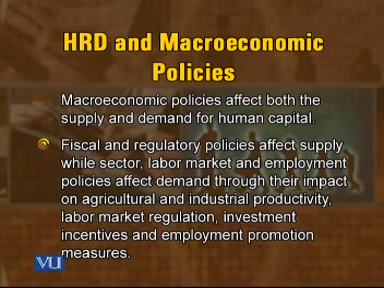 HRD and Macroeconomic
Policies
Macroeconomic policies affect both the
supply and demand for human capital.
Fiscal and regulatory policies affect supply
while sector, labor market and employment
policies affect demand through their impact
on agricultural and industrial productivity,
labor market regulation, investment
incentives and employment promotion
measures.
VU